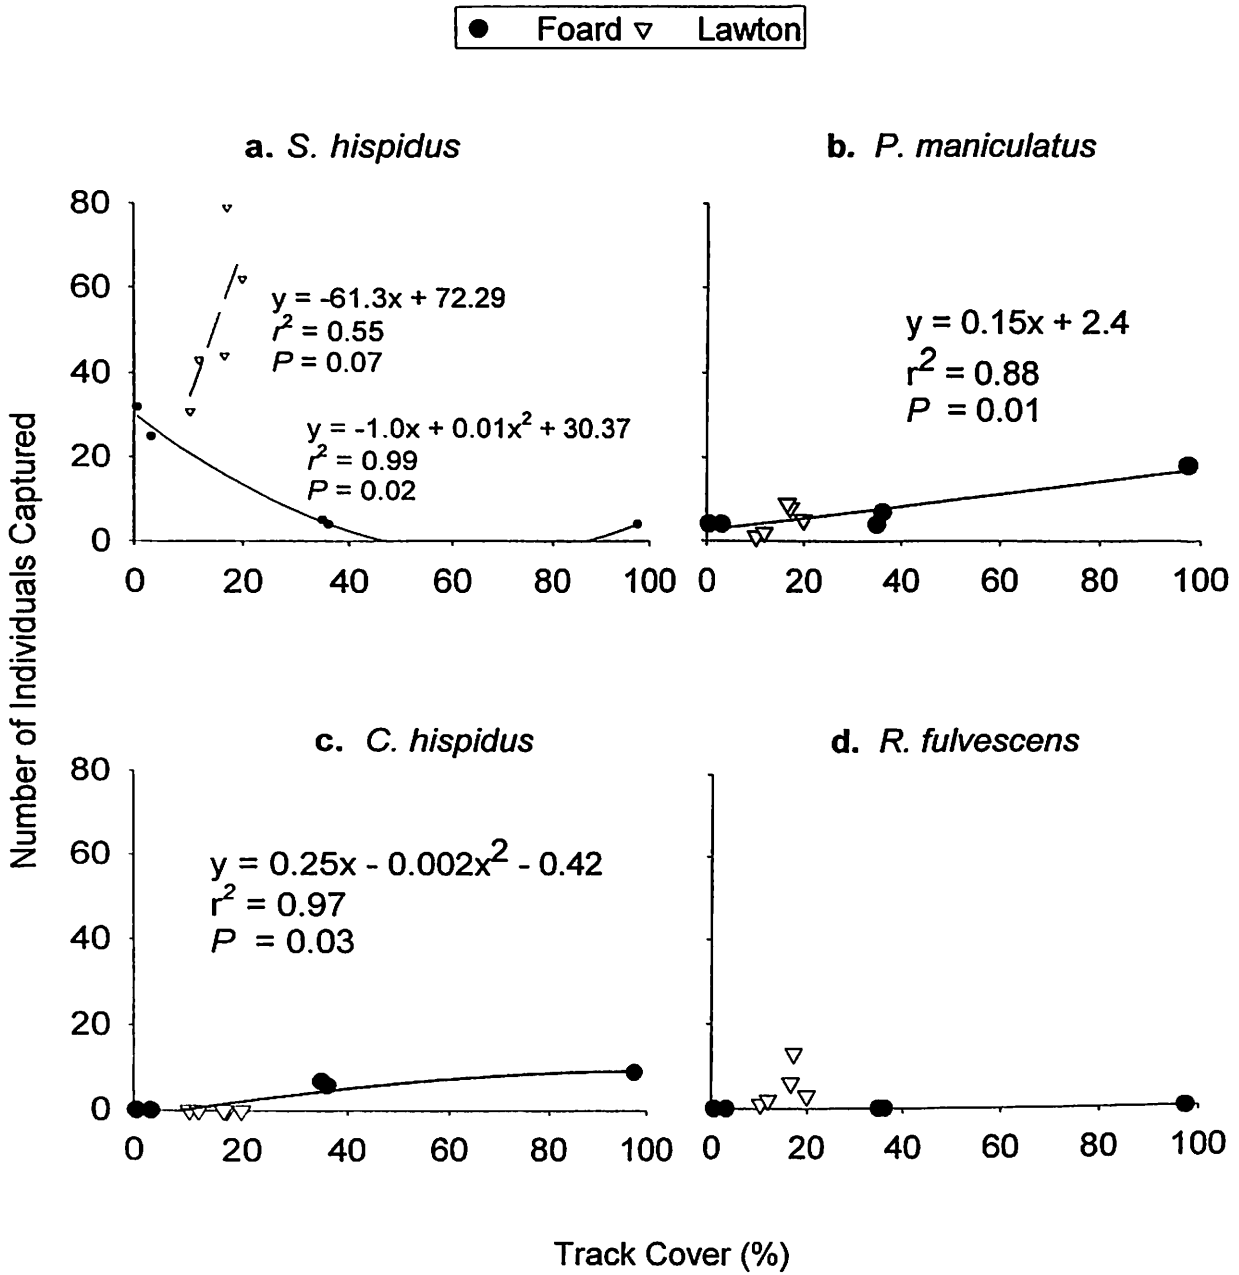 Foard Lawton
a. S. hispidus
80
60
40
20
0
0 20 40 60 80 100
y = -61.3x + 72.29
r² = 0.55
P = 0.07
y = -1.0x + 0.01x² + 30.37
r² = 0.99
P = 0.02
b. P. maniculatus
y = 0.15x + 2.4
r² = 0.88
P = 0.01
0 20 40 60 80 100
Number of Individuals Captured
c. C. hispidus
80
60
40
20
0
0 20 40 60 80 100
y = 0.25x - 0.002x² - 0.42
r² = 0.97
P = 0.03
d. R. fulvescens
0 20 40 60 80 100
Track Cover (%)